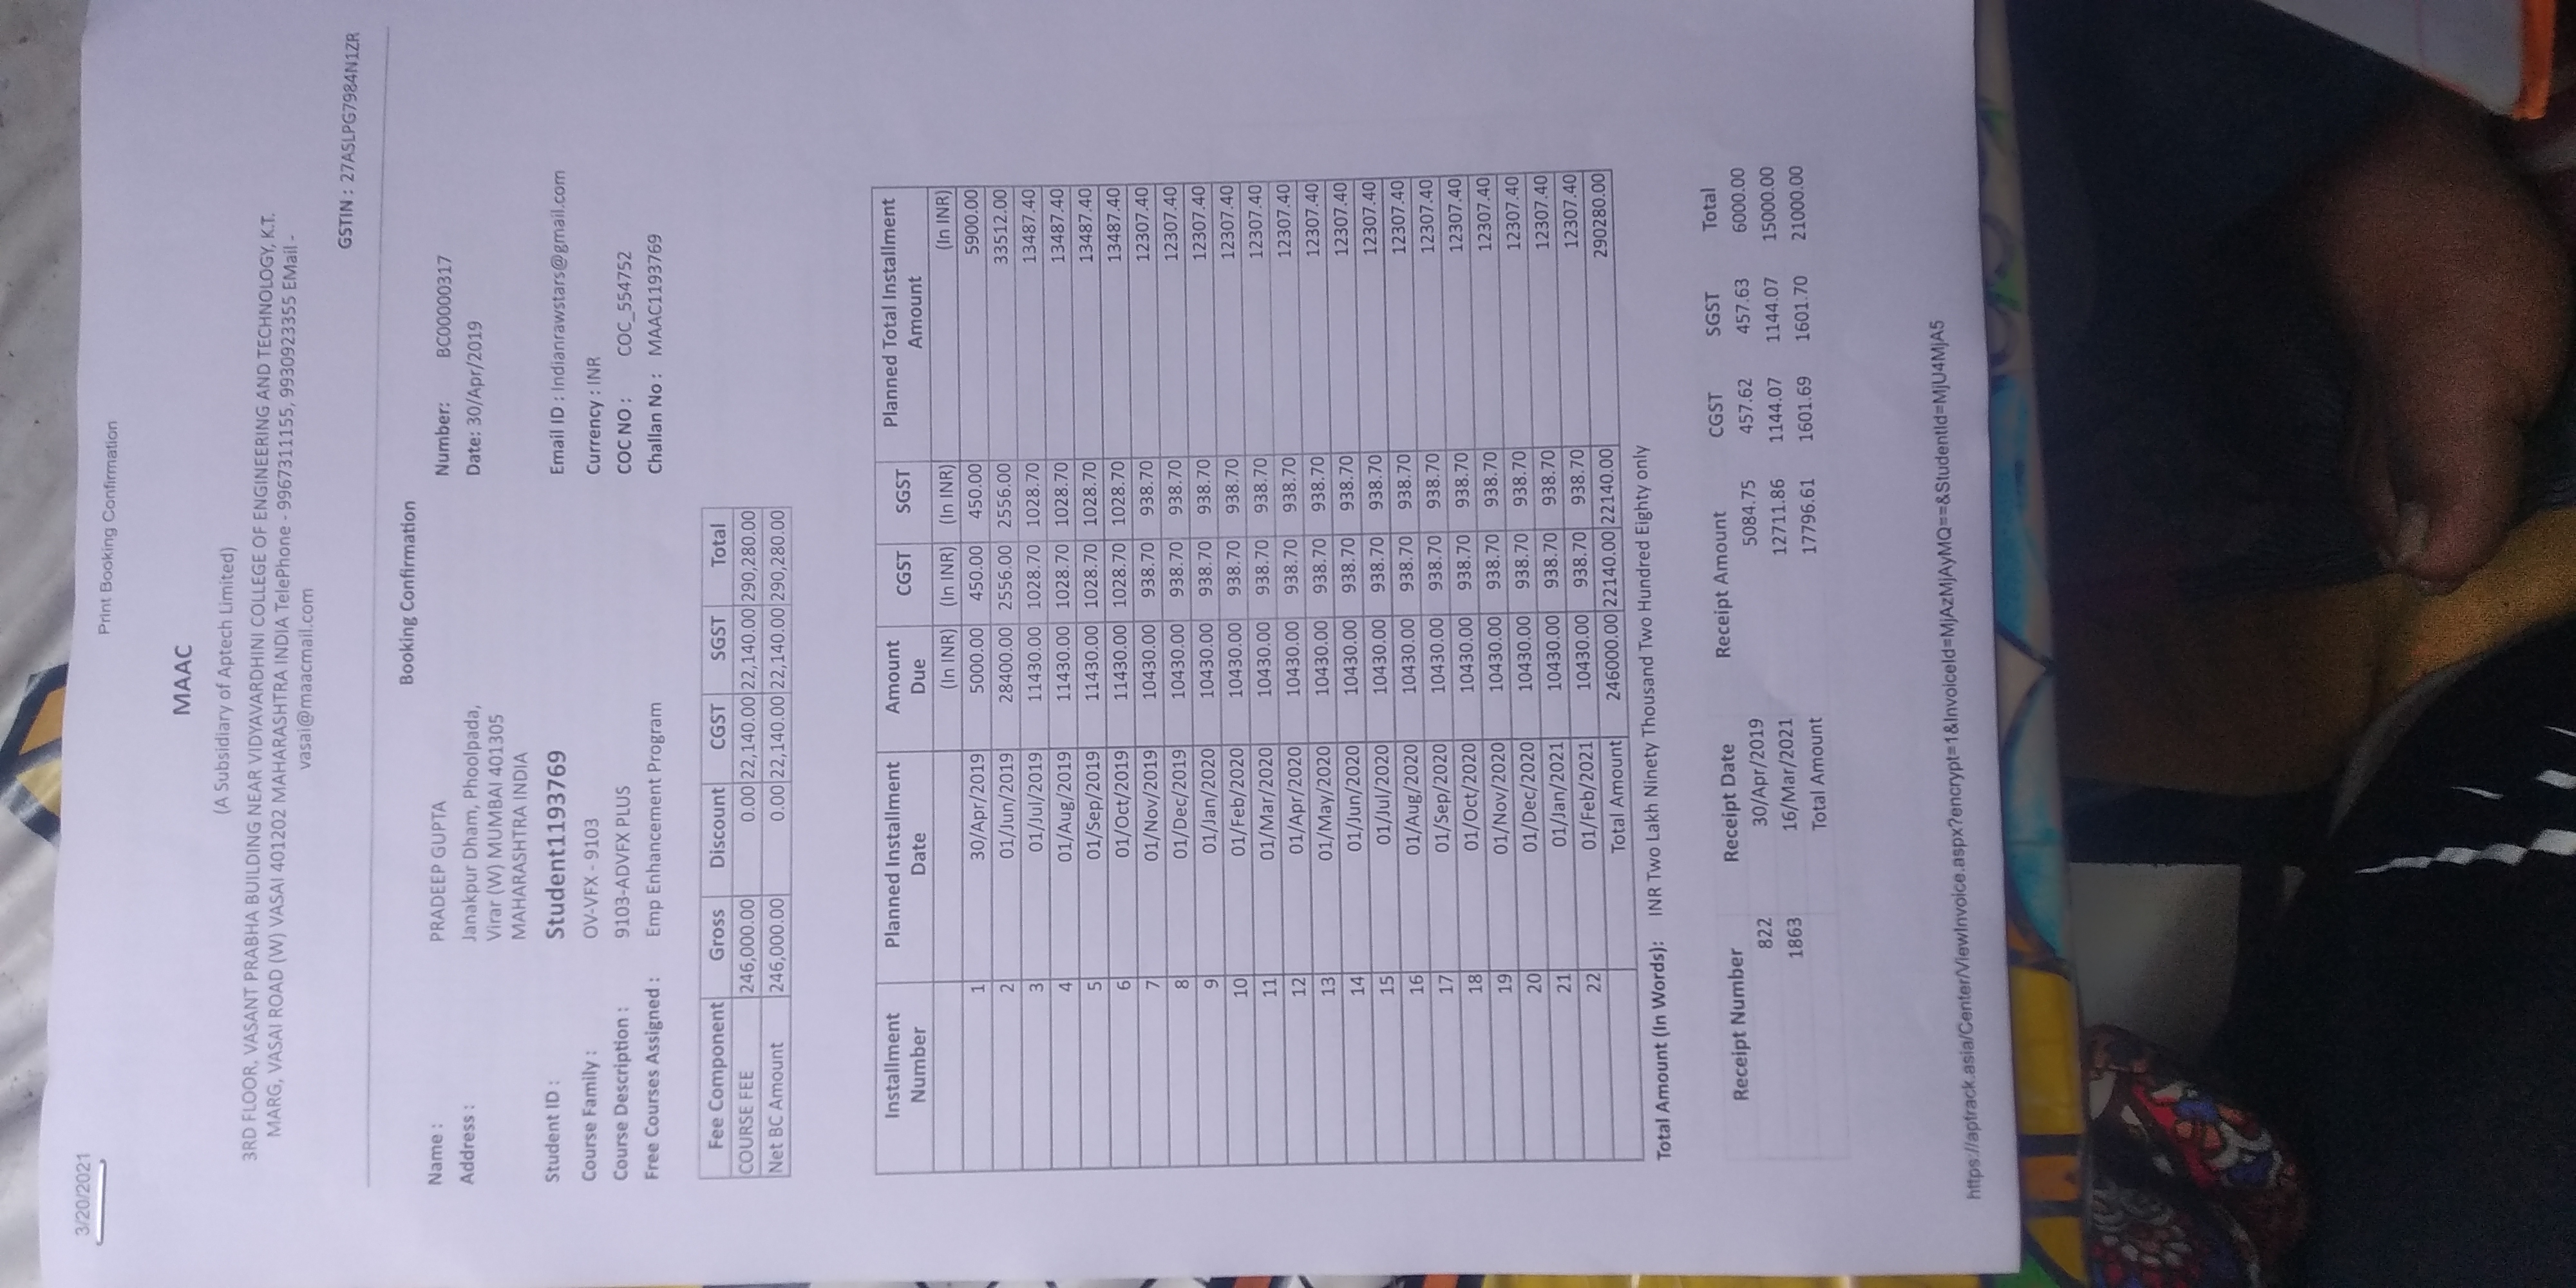 3/20/2021
Print Booking Confirmation
MAAC
(A Subsidiary of Aptech Limited)
3RD FLOOR, VASANT PRABHA BUILDING NEAR VIDYAVARDHINI COLLEGE OF ENGINEERING AND TECHNOLOGY, K.T.
MARG, VASAI ROAD (W) VASAI 401202 MAHARASHTRA INDIA TelePhone - 9967311155, 9930923355 EMail -
vasai@maacmail.com
GSTIN : 27ASLPG7984N1ZR
Booking Confirmation
Name : PRADEEP GUPTA Number: BC00000317
Address : Janakpur Dham, Phoolpada, Date: 30/Apr/2019
Virar (W) MUMBAI 401305
MAHARASHTRA INDIA
Student ID : Student1193769 Email ID : Indianrawstars@gmail.com
Course Family : OV-VFX - 9103 Currency : INR
Course Description : 9103-ADVFX PLUS COC NO : COC_554752
Free Courses Assigned : Emp Enhancement Program Challan No : MAAC1193769
Fee Component Gross Discount CGST SGST Total
COURSE FEE 246,000.00 0.00 22,140.00 22,140.00 290,280.00
Net BC Amount 246,000.00 0.00 22,140.00 22,140.00 290,280.00
Installment Planned Installment Amount CGST SGST Planned Total Installment
Number Date Due Amount
(In INR) (In INR) (In INR) (In INR)
1 30/Apr/2019 5000.00 450.00 450.00 5900.00
2 01/Jun/2019 28400.00 2556.00 2556.00 33512.00
3 01/Jul/2019 11430.00 1028.70 1028.70 13487.40
4 01/Aug/2019 11430.00 1028.70 1028.70 13487.40
5 01/Sep/2019 11430.00 1028.70 1028.70 13487.40
6 01/Oct/2019 11430.00 1028.70 1028.70 13487.40
7 01/Nov/2019 10430.00 938.70 938.70 12307.40
8 01/Dec/2019 10430.00 938.70 938.70 12307.40
9 01/Jan/2020 10430.00 938.70 938.70 12307.40
10 01/Feb/2020 10430.00 938.70 938.70 12307.40
11 01/Mar/2020 10430.00 938.70 938.70 12307.40
12 01/Apr/2020 10430.00 938.70 938.70 12307.40
13 01/May/2020 10430.00 938.70 938.70 12307.40
14 01/Jun/2020 10430.00 938.70 938.70 12307.40
15 01/Jul/2020 10430.00 938.70 938.70 12307.40
16 01/Aug/2020 10430.00 938.70 938.70 12307.40
17 01/Sep/2020 10430.00 938.70 938.70 12307.40
18 01/Oct/2020 10430.00 938.70 938.70 12307.40
19 01/Nov/2020 10430.00 938.70 938.70 12307.40
20 01/Dec/2020 10430.00 938.70 938.70 12307.40
21 01/Jan/2021 10430.00 938.70 938.70 12307.40
22 01/Feb/2021 10430.00 938.70 938.70 12307.40
Total Amount 246000.00 22140.00 22140.00 290280.00
Total Amount (In Words): INR Two Lakh Ninety Thousand Two Hundred Eighty only
Receipt Number Receipt Date Receipt Amount CGST SGST Total
822 30/Apr/2019 5084.75 457.62 457.63 6000.00
1863 16/Mar/2021 12711.86 1144.07 1144.07 15000.00
Total Amount 17796.61 1601.69 1601.70 21000.00
https://aptrack.asia/Center/ViewInvoice.aspx?encrypt=1&InvoiceId=MjAzMjAyMQ==&StudentId=MjU4MjA5